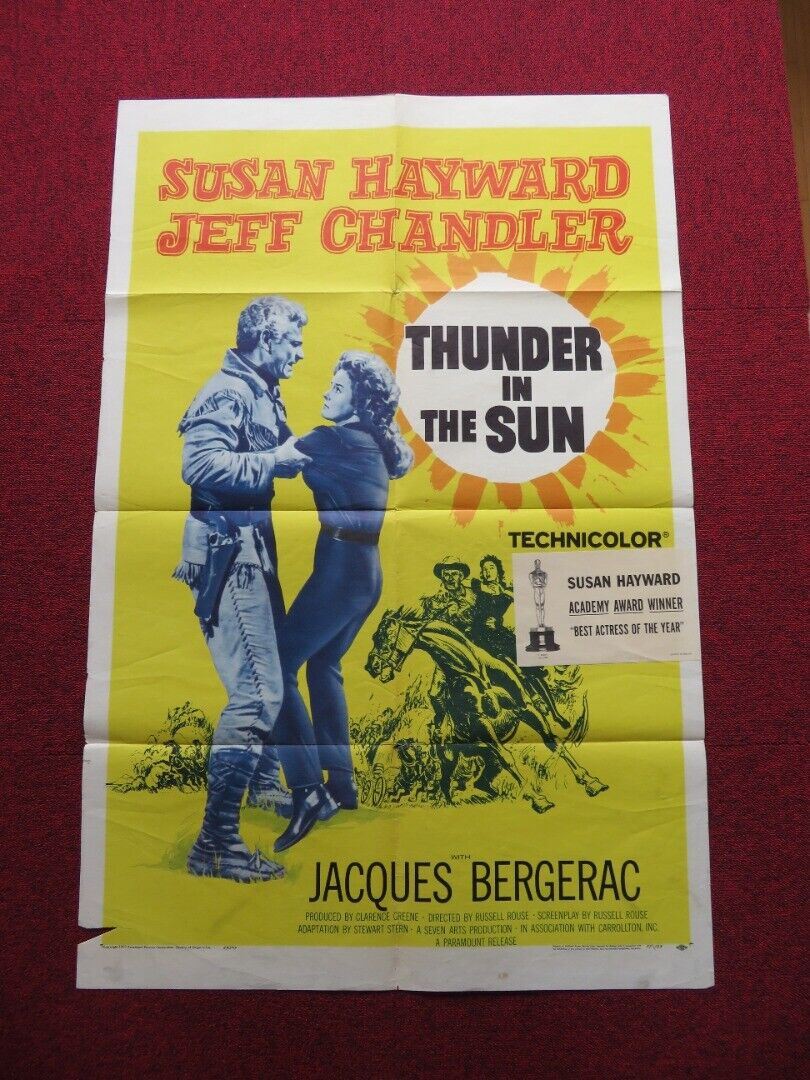 SUSAN HAYWARD
JEFF CHANDLER
THUNDER
IN
THE SUN
TECHNICOLOR®
SUSAN HAYWARD
ACADEMY AWARD WINNER
"BEST ACTRESS OF THE YEAR"
WITH
JACQUES BERGERAC
PRODUCED BY CLARENCE GREENE · DIRECTED BY RUSSELL ROUSE · SCREENPLAY BY RUSSELL ROUSE
ADAPTATION BY STEWART STERN · A SEVEN ARTS PRODUCTION · IN ASSOCIATION WITH CARROLLTON, INC.
A PARAMOUNT RELEASE